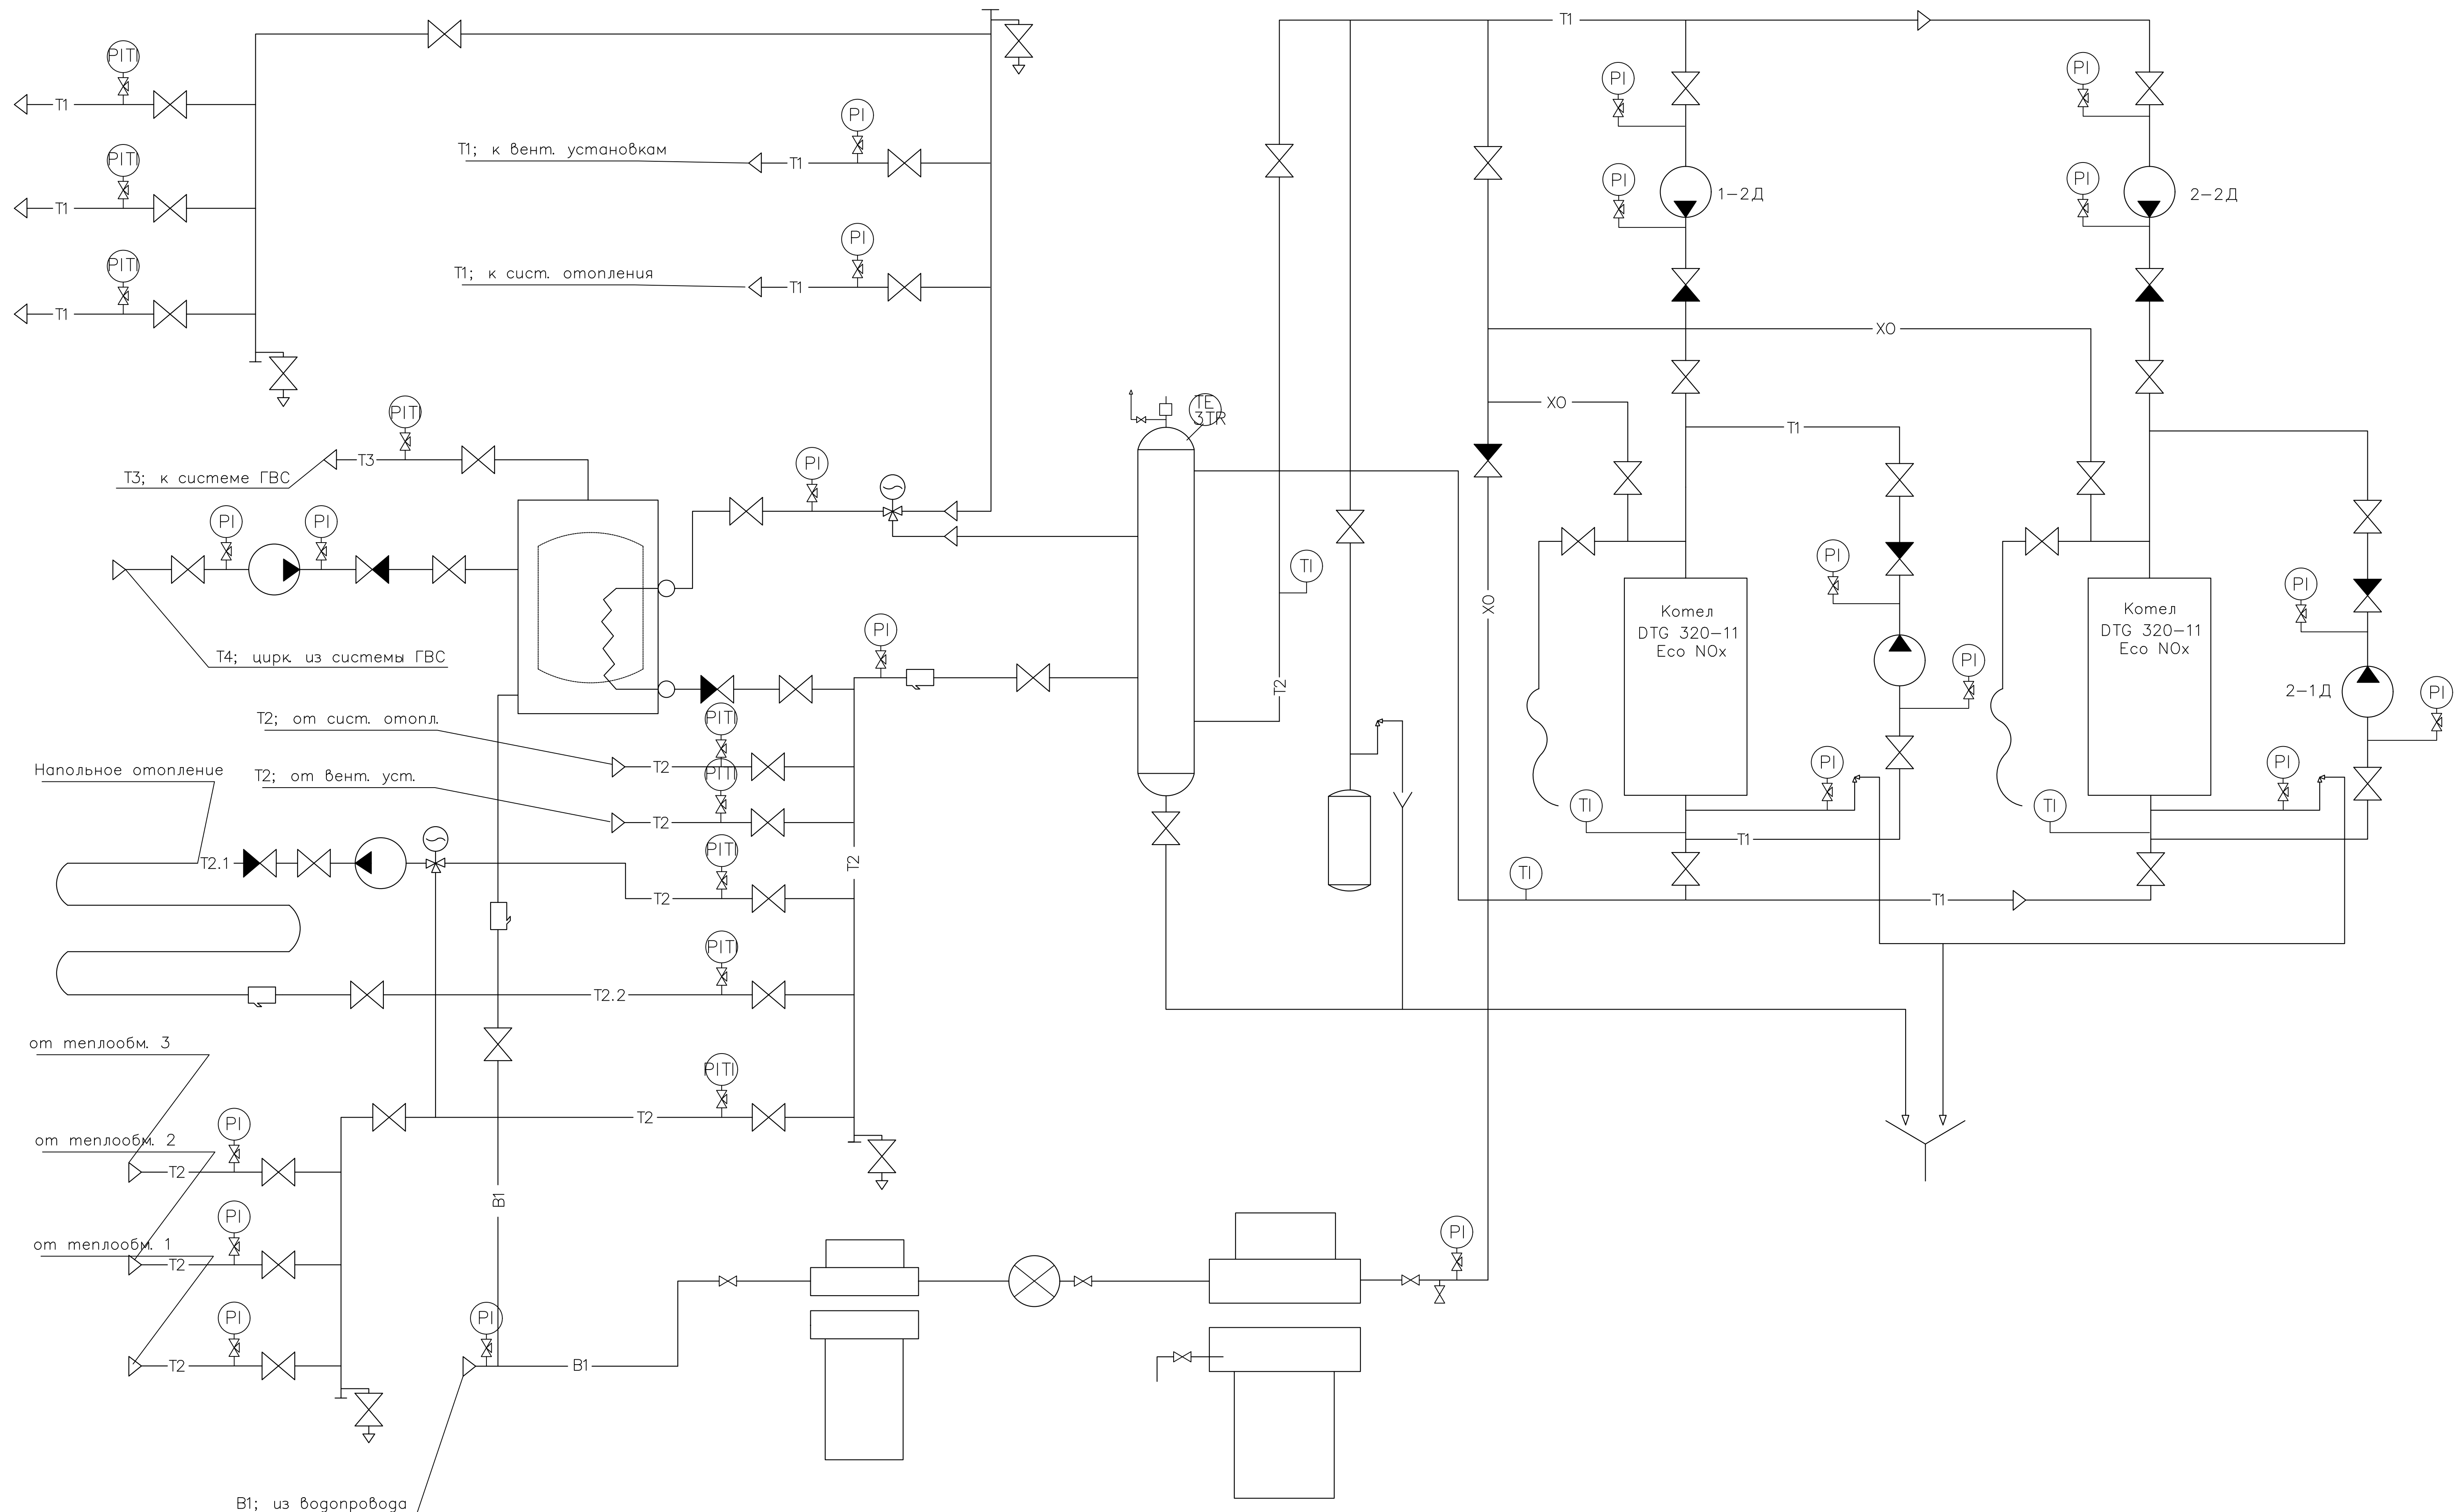 T1
PITI
T1
PI
PI
T1
T1; к вент. установкам
T1
PI
1-2Д
PI
2-2Д
PITI
T1
PI
T1; к сист. отопления
T1
PITI
T1
XO
TE
3TR
XO
PITI
T1
T3
T3; к системе ГВС
PI
PI
PI
TI
PI
PI
XO
Котел
DTG 320-11
Eco NOx
Котел
DTG 320-11
Eco NOx
T4; цирк. из системы ГВС
PI
PI
T2
2-1Д
PI
T2; от сист. отопл.
PITI
T2
Напольное отопление
T2; от вент. уст.
PITI
T2
PI
PI
TI
TI
T1
T2.1
PITI
T2
T2
TI
T1
PITI
T2.2
от теплообм. 3
PITI
T2
PI
от теплообм. 2
T2
B1
PI
от теплообм. 1
T2
PI
PI
PI
T2
B1
B1; из водопровода